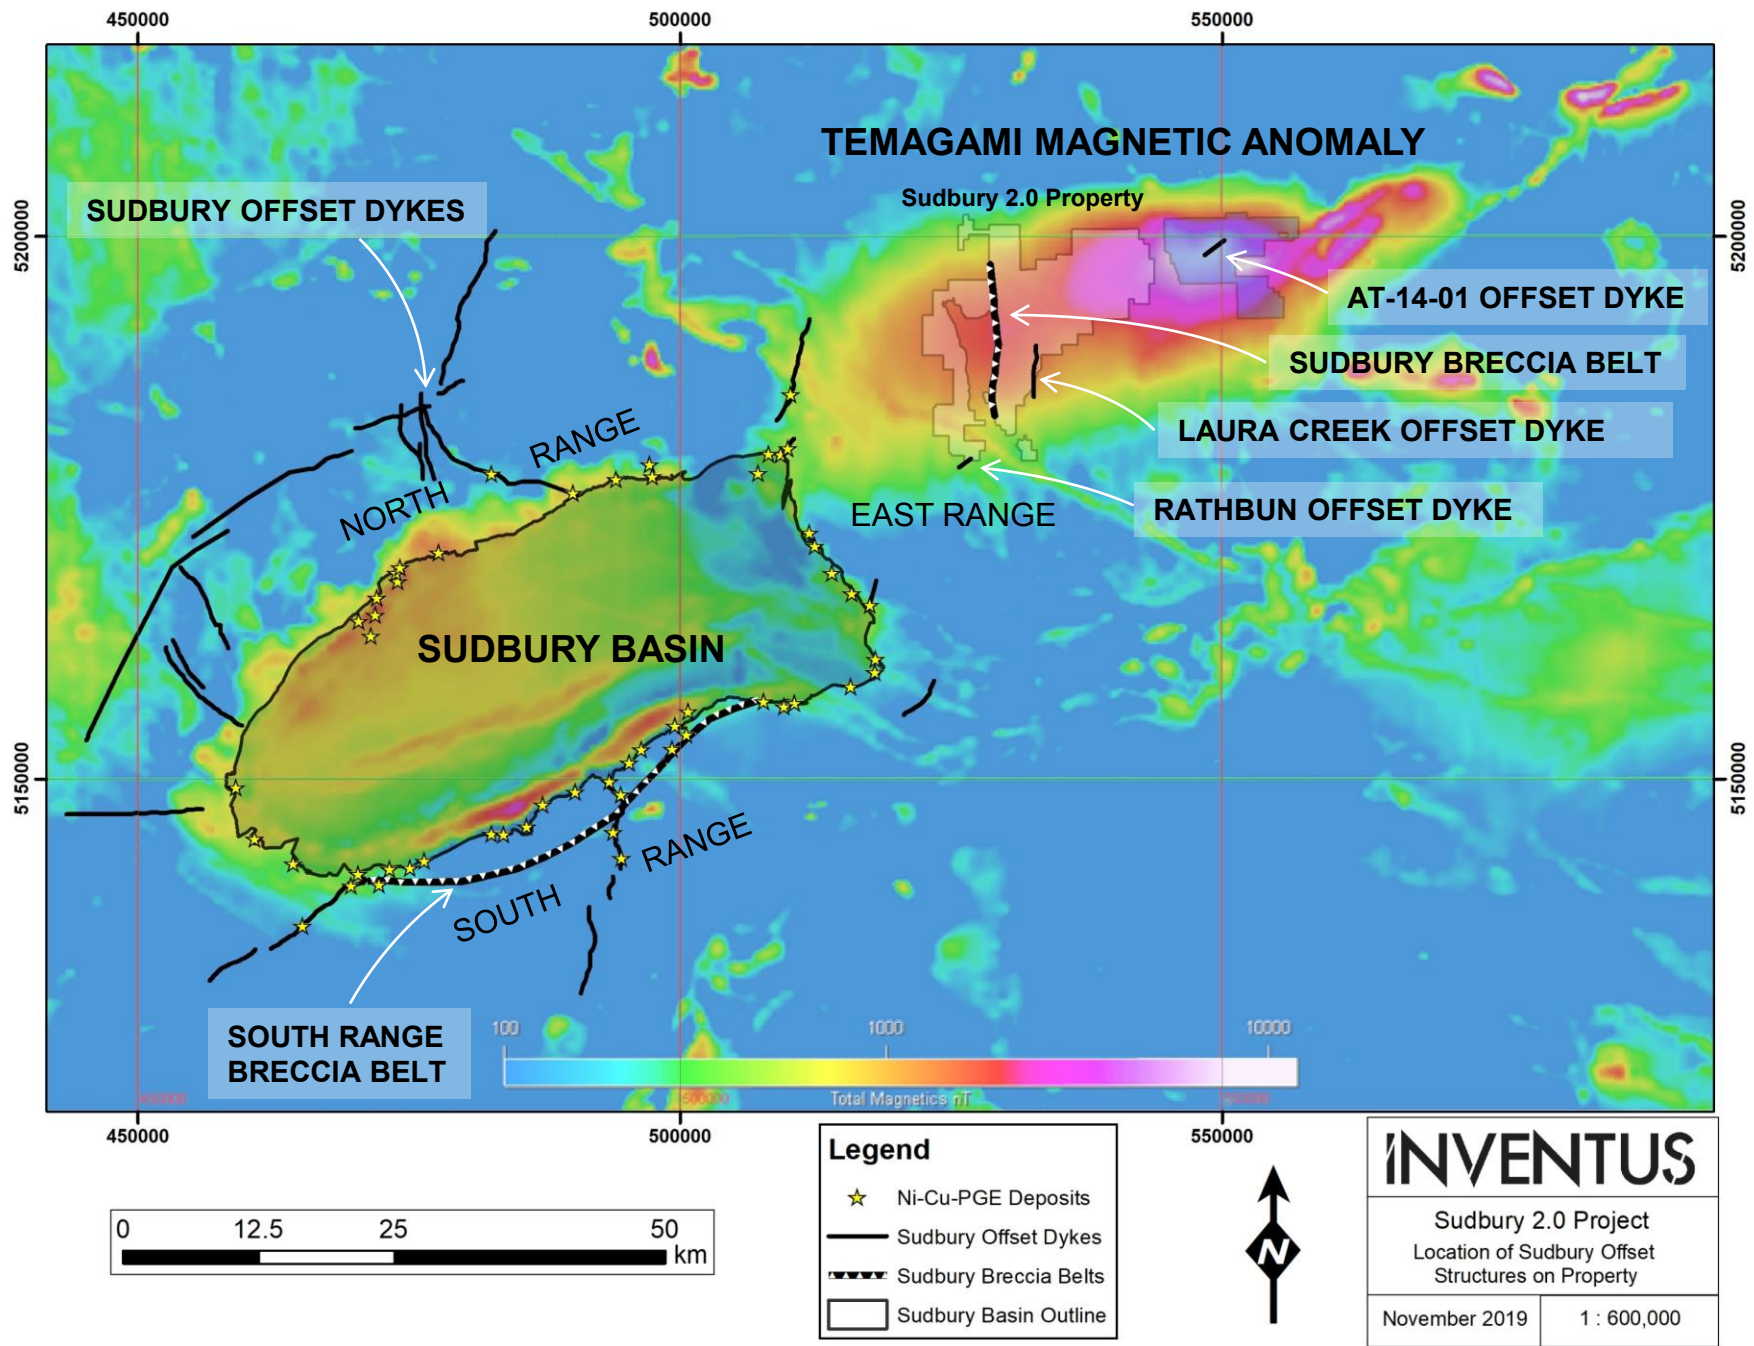 450000
500000
550000
TEMAGAMI MAGNETIC ANOMALY
Sudbury 2.0 Property
SUDBURY OFFSET DYKES
5200000
5200000
AT-14-01 OFFSET DYKE
SUDBURY BRECCIA BELT
LAURA CREEK OFFSET DYKE
RATHBUN OFFSET DYKE
NORTH RANGE
EAST RANGE
SUDBURY BASIN
5150000
5150000
SOUTH RANGE
SOUTH RANGE
BRECCIA BELT
100
1000
10000
Total Magnetics nT
450000
500000
550000
450000
500000
550000
0
12.5
25
50
km
Legend
Ni-Cu-PGE Deposits
Sudbury Offset Dykes
Sudbury Breccia Belts
Sudbury Basin Outline
N
INVENTUS
Sudbury 2.0 Project
Location of Sudbury Offset
Structures on Property
November 2019
1 : 600,000